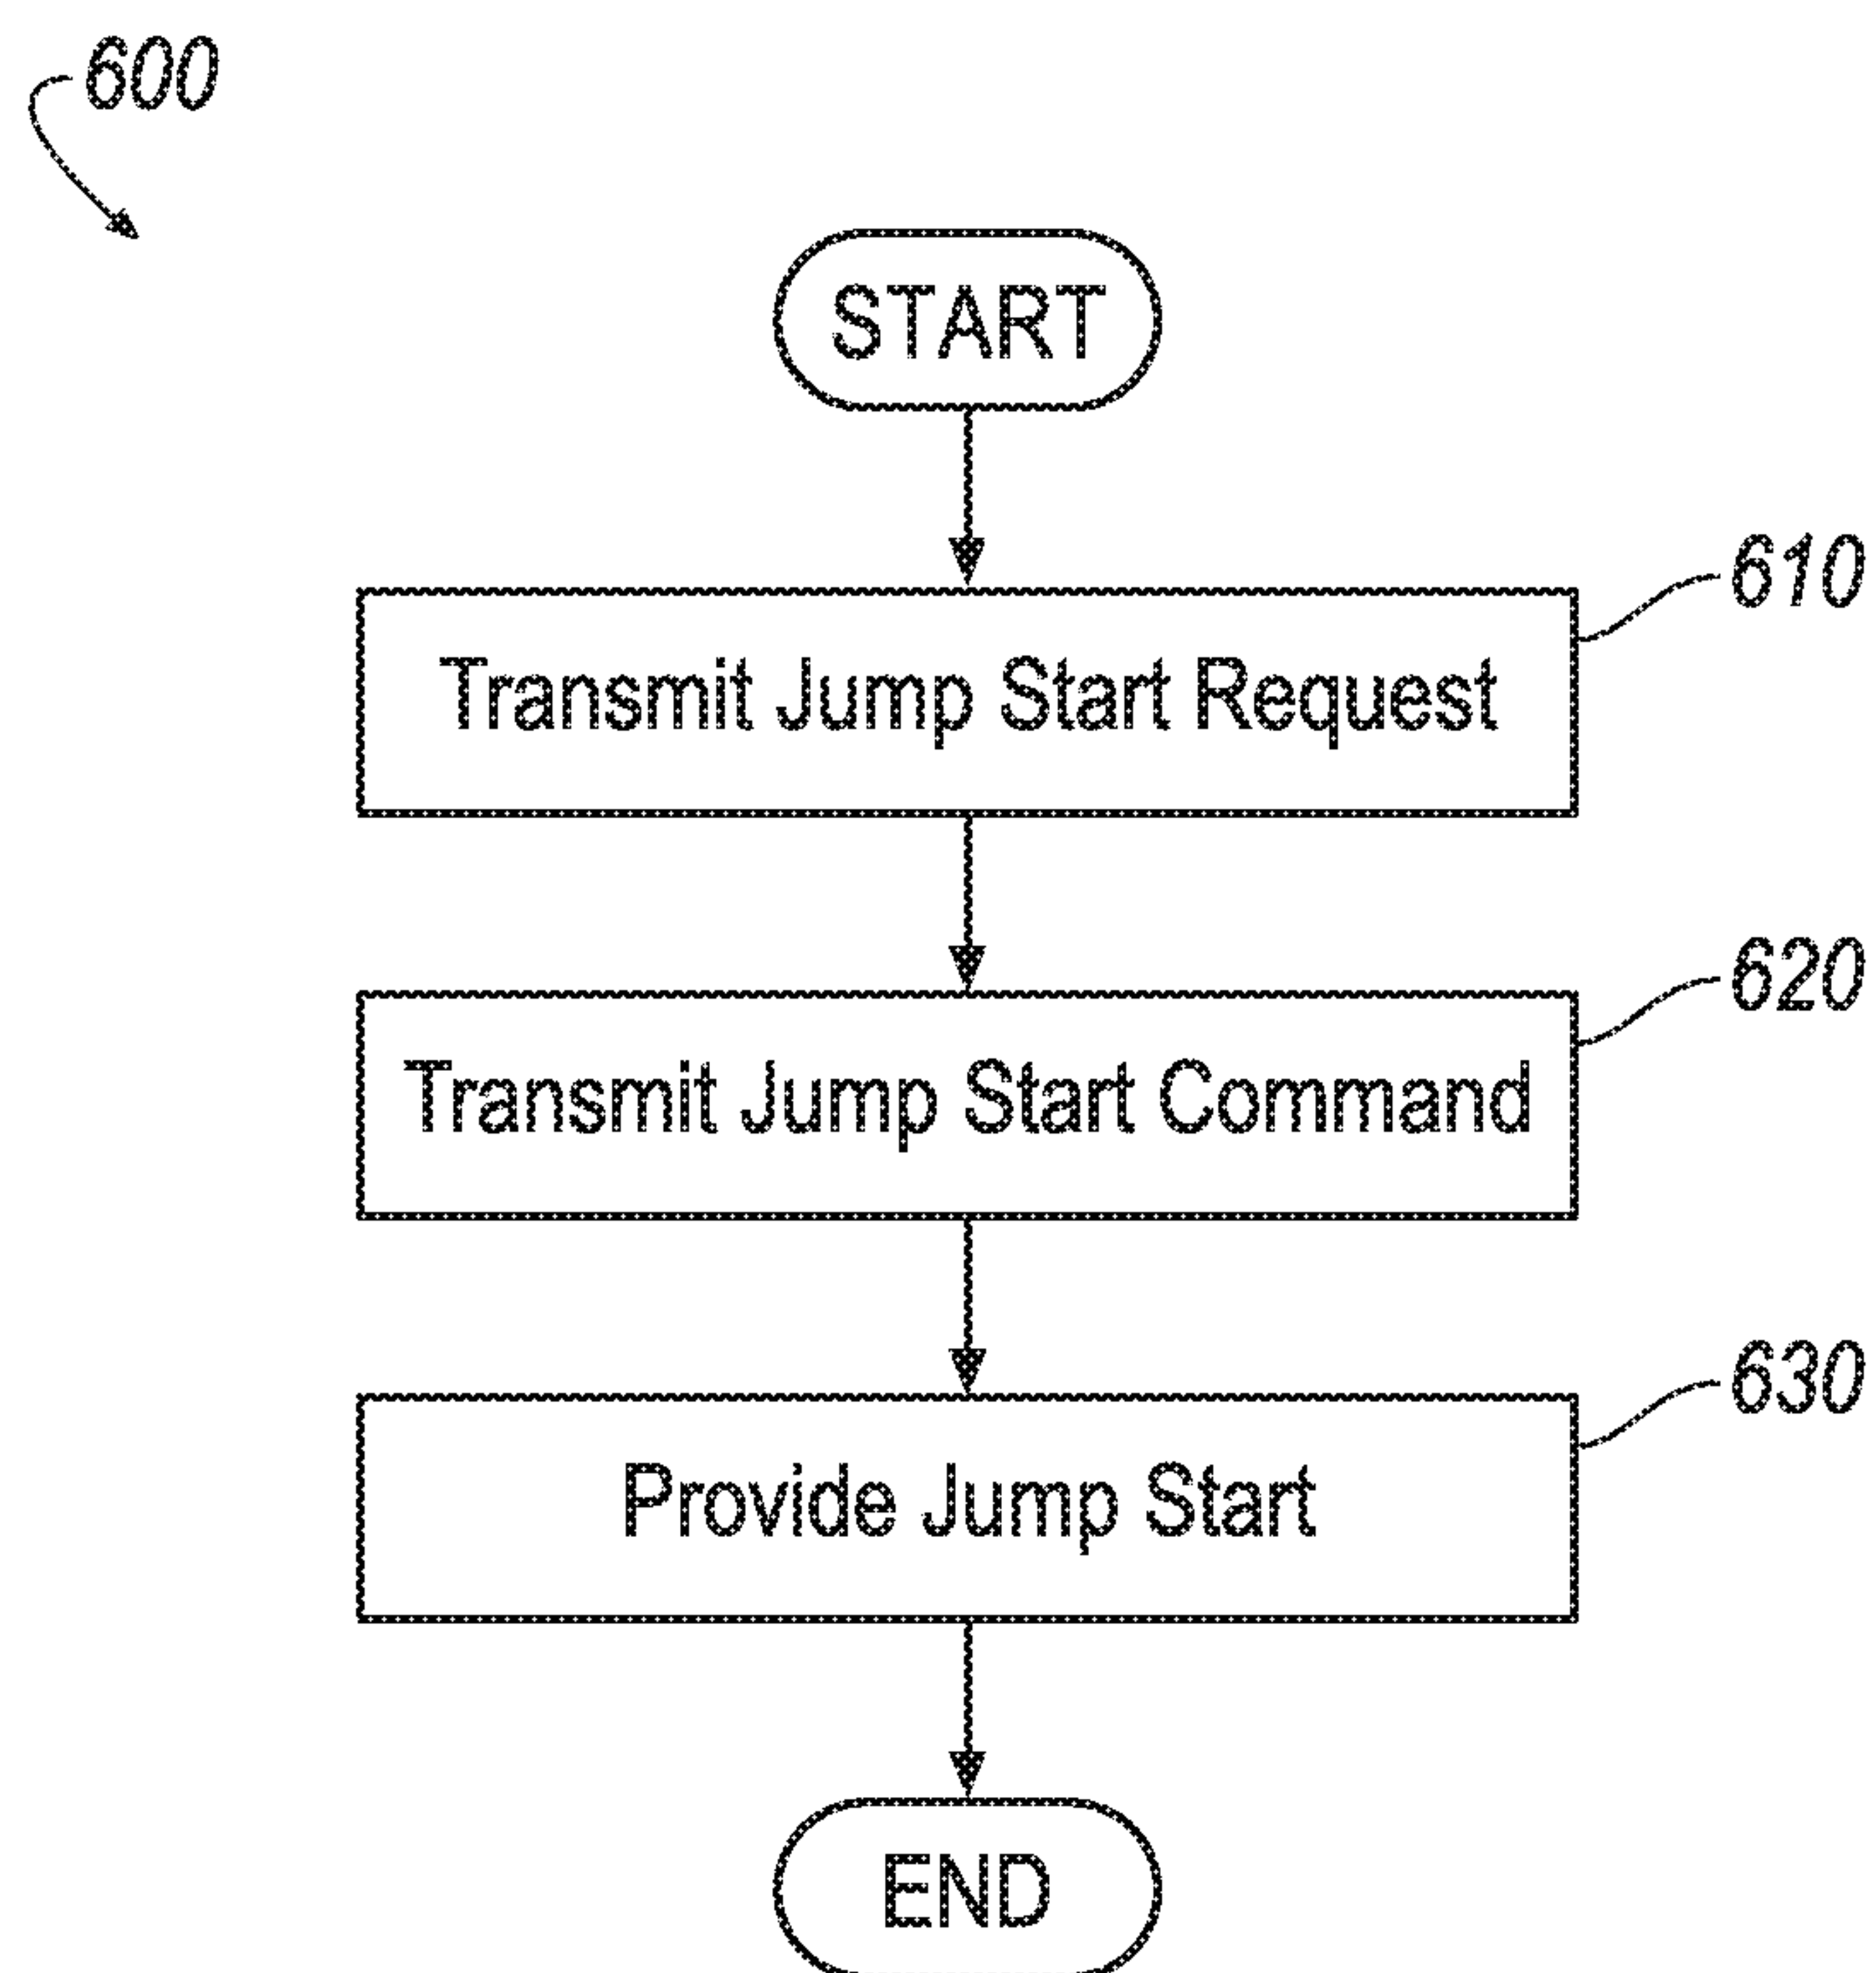 600
START
610
Transmit Jump Start Request
620
Transmit Jump Start Command
630
Provide Jump Start
END